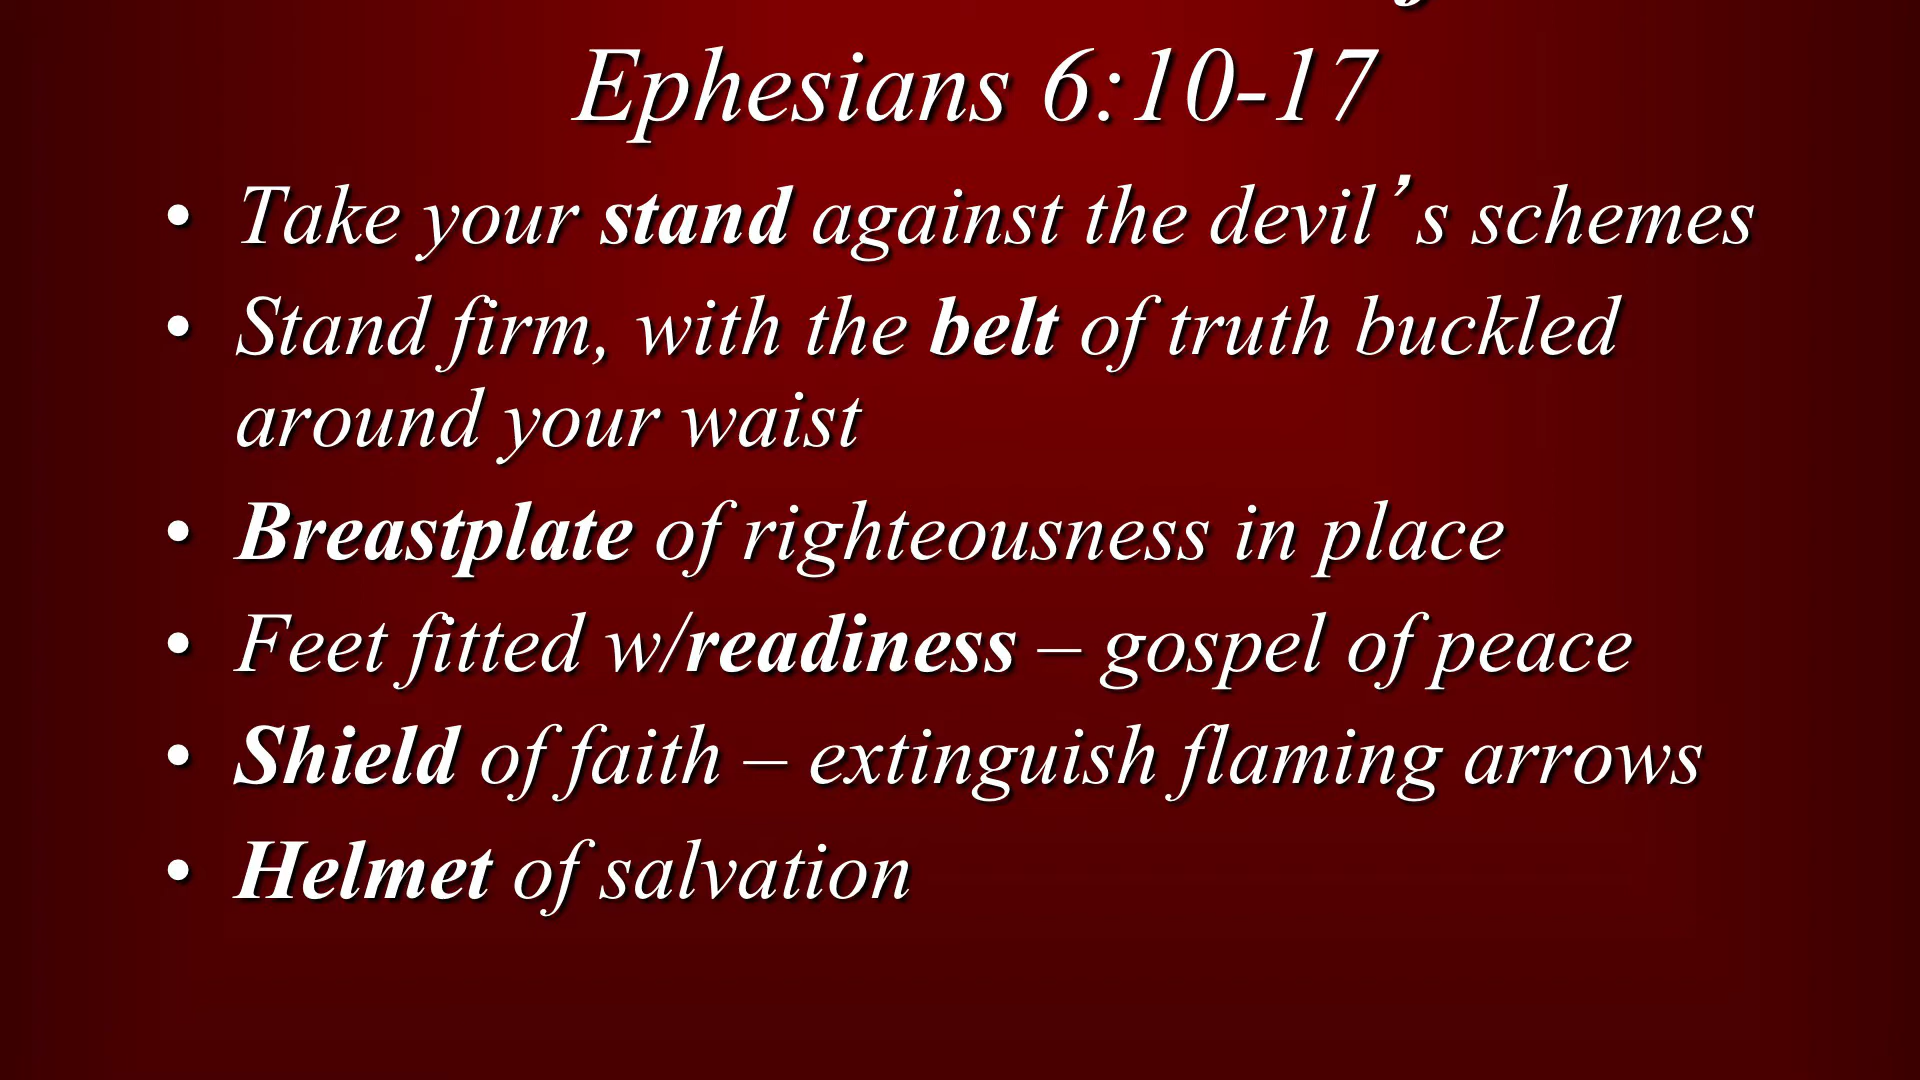 Ephesians 6:10-17
• Take your stand against the devil’s schemes
• Stand firm, with the belt of truth buckled
around your waist
• Breastplate of righteousness in place
• Feet fitted w/readiness – gospel of peace
• Shield of faith – extinguish flaming arrows
• Helmet of salvation